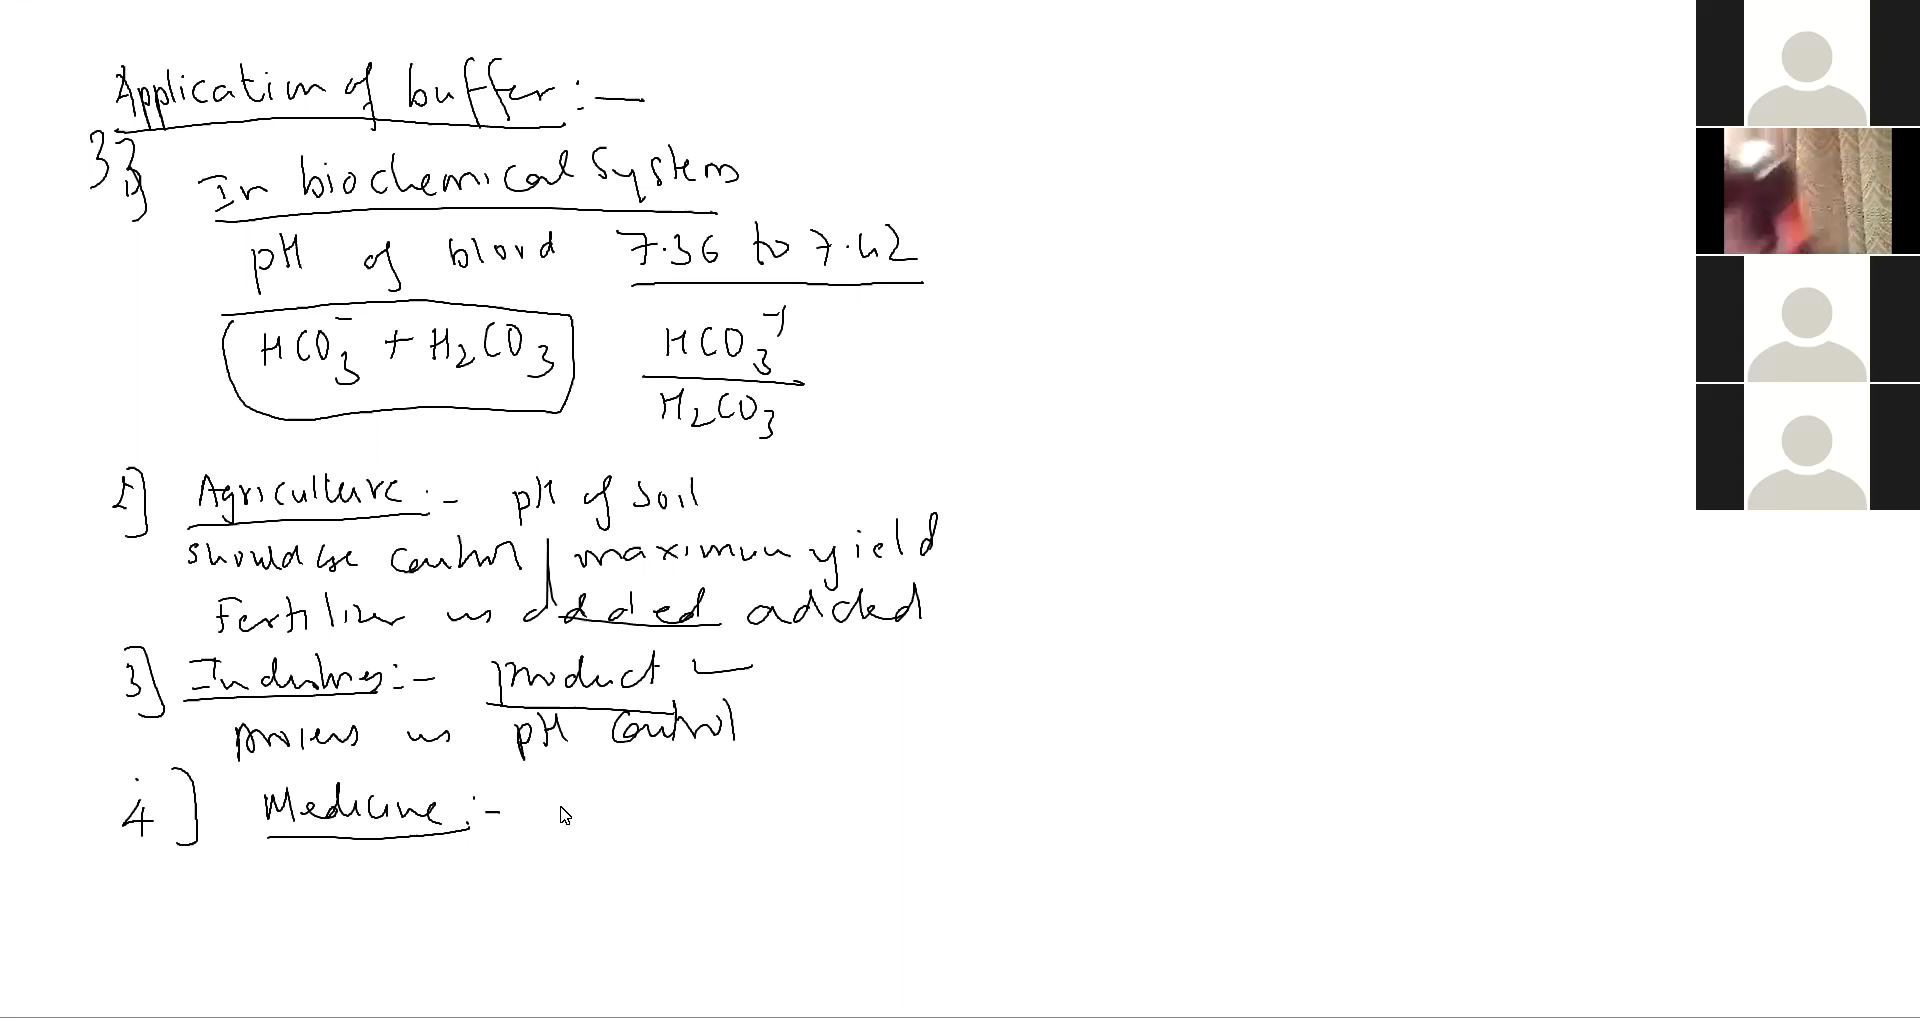 Application of buffer :-
In biochemical System
pH of blood 7.36 to 7.42
HCO₃⁻ + H₂CO₃
HCO₃⁻
H₂CO₃
2] Agriculture :- pH of soil
should be control / maximum yield
Fertilizer is added added
3] Industry :- product
process is pH control
4] Medicine :-